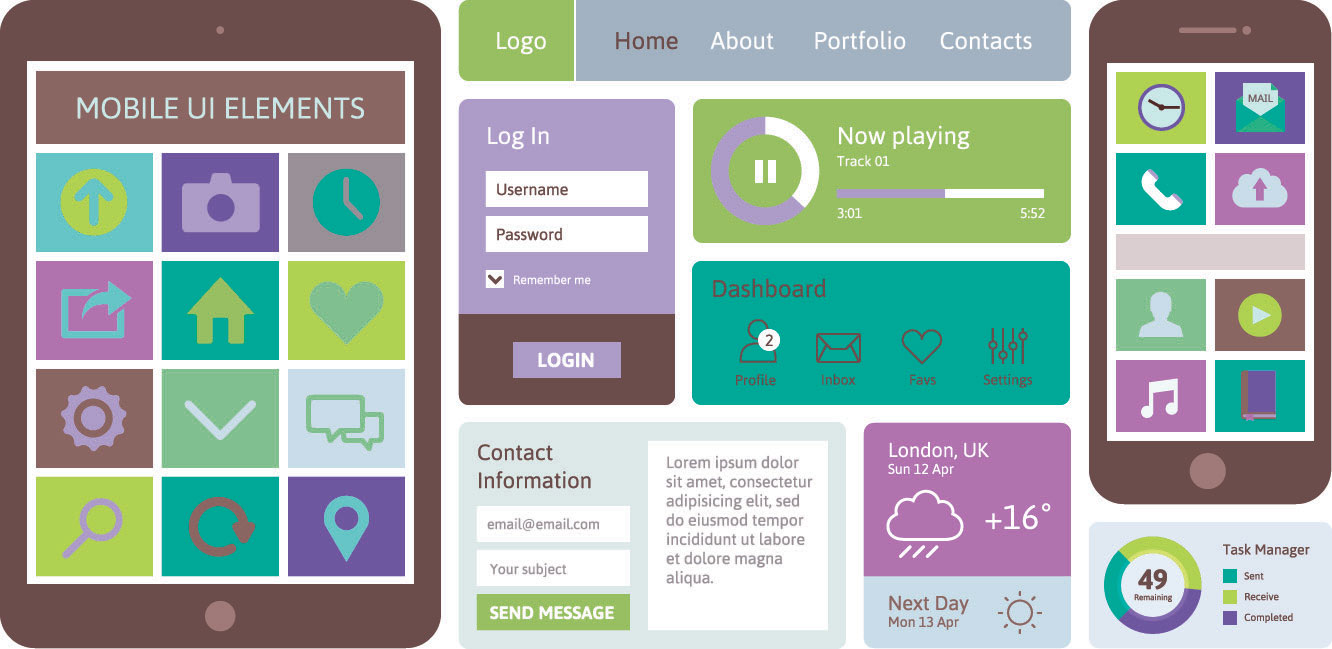 MOBILE UI ELEMENTS
Logo
Home About Portfolio Contacts
Log In
Username
Password
Remember me
LOGIN
Now playing
Track 01
3:01 5:52
Dashboard
2
Profile Inbox Favs Settings
Contact
Information
email@email.com
Your subject
SEND MESSAGE
Lorem ipsum dolor
sit amet, consectetur
adipisicing elit, sed
do eiusmod tempor
incididunt ut labore
et dolore magna
aliqua.
London, UK
Sun 12 Apr
+16°
Next Day
Mon 13 Apr
MAIL
49
Remaining
Task Manager
Sent
Receive
Completed